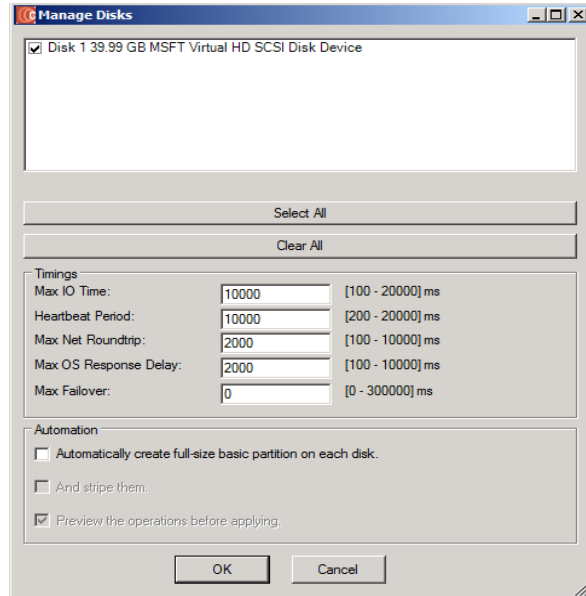 Manage Disks
Disk 1 39.99 GB MSFT Virtual HD SCSI Disk Device
Select All
Clear All
Timings
Max IO Time: 10000 [100 - 20000] ms
Heartbeat Period: 10000 [200 - 20000] ms
Max Net Roundtrip: 2000 [100 - 10000] ms
Max OS Response Delay: 2000 [100 - 10000] ms
Max Failover: 0 [0 - 300000] ms
Automation
Automatically create full-size basic partition on each disk.
And stripe them.
Preview the operations before applying.
OK Cancel